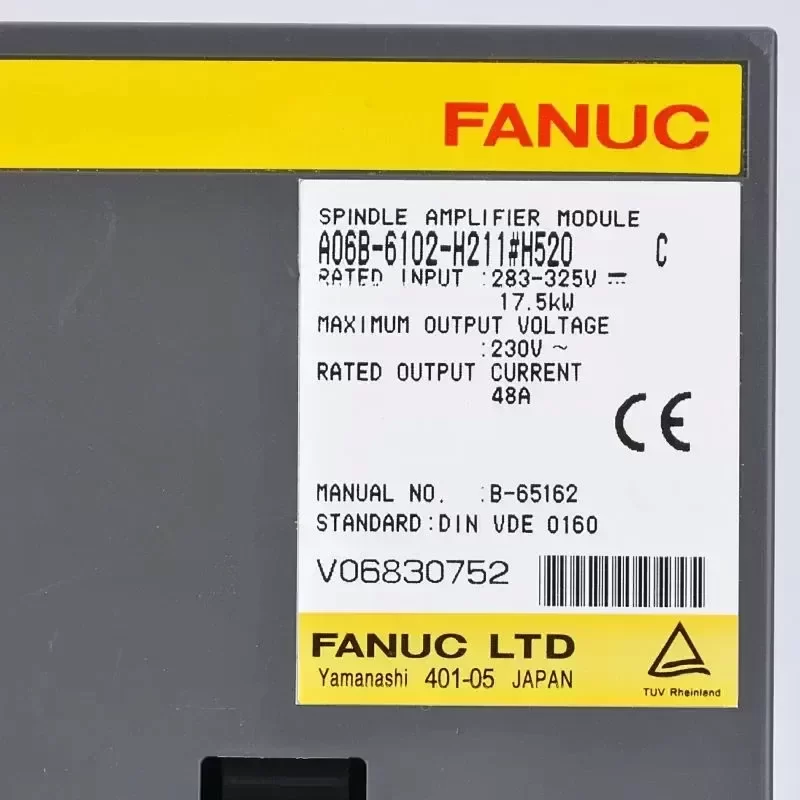 FANUC
SPINDLE AMPLIFIER MODULE
A06B-6102-H211#H520 C
RATED INPUT :283-325V ⎓
17.5kW
MAXIMUM OUTPUT VOLTAGE
:230V ~
RATED OUTPUT CURRENT
48A
CE
MANUAL NO. :B-65162
STANDARD:DIN VDE 0160
V06830752
FANUC LTD
Yamanashi 401-05 JAPAN
TUV Rheinland